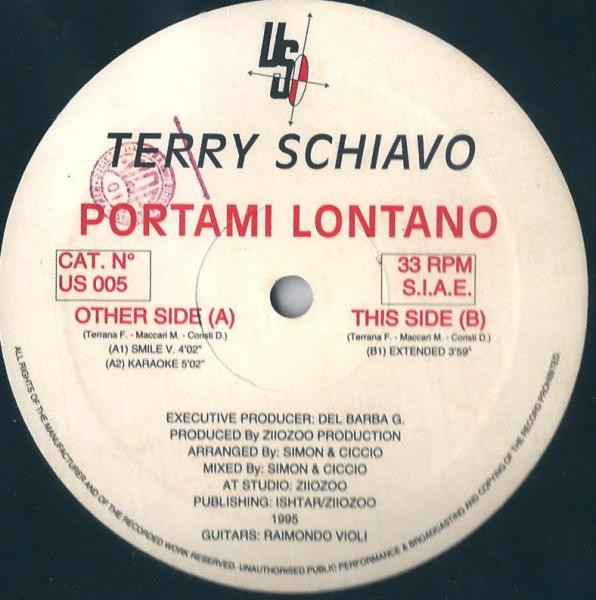 US
TERRY SCHIAVO
PORTAMI LONTANO
CAT. N°
US 005
33 RPM
S.I.A.E.
OTHER SIDE (A)
(Terrana F. - Maccari M. - Coristi D.)
(A1) SMILE V. 4'02"
(A2) KARAOKE 5'02"
THIS SIDE (B)
(Terrana F. - Maccari M. - Coristi D.)
(B1) EXTENDED 3'59"
EXECUTIVE PRODUCER: DEL BARBA G.
PRODUCED By ZIIOZOO PRODUCTION
ARRANGED By: SIMON & CICCIO
MIXED By: SIMON & CICCIO
AT STUDIO: ZIIOZOO
PUBLISHING: ISHTAR/ZIIOZOO
1995
GUITARS: RAIMONDO VIOLI
ALL RIGHTS OF THE MANUFACTURER AND OF THE RECORDED WORK RESERVED. UNAUTHORISED PUBLIC PERFORMANCE & BROADCASTING AND COPYING OF THE RECORD PROHIBITED.